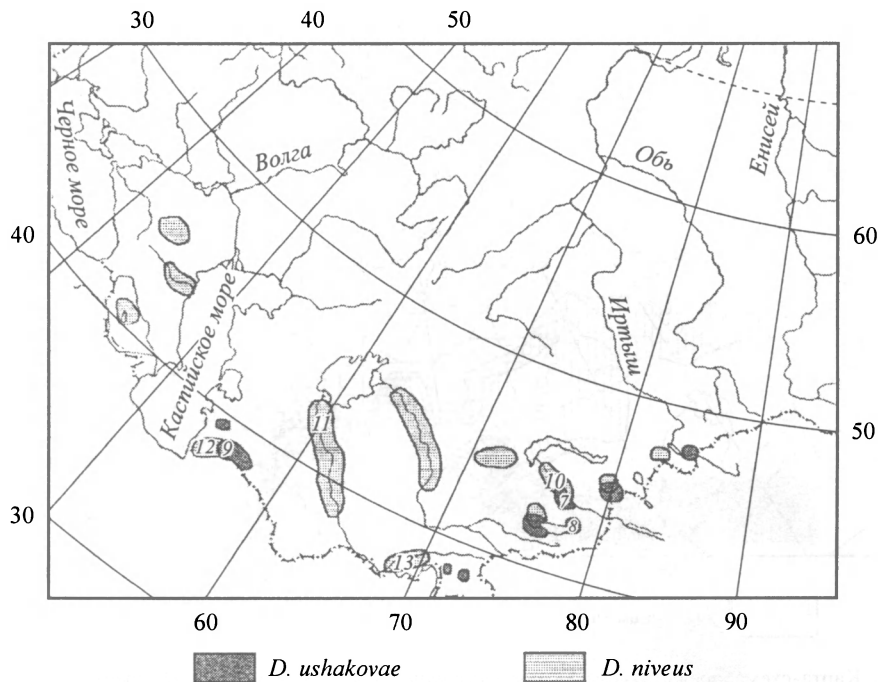 30 40 50
Черное море
Волга
Обь
Енисей
40
60
Каспийское море
Иртыш
11
12 9
10
7
8
50
30
13
60 70 80 90
D. ushakovae D. niveus